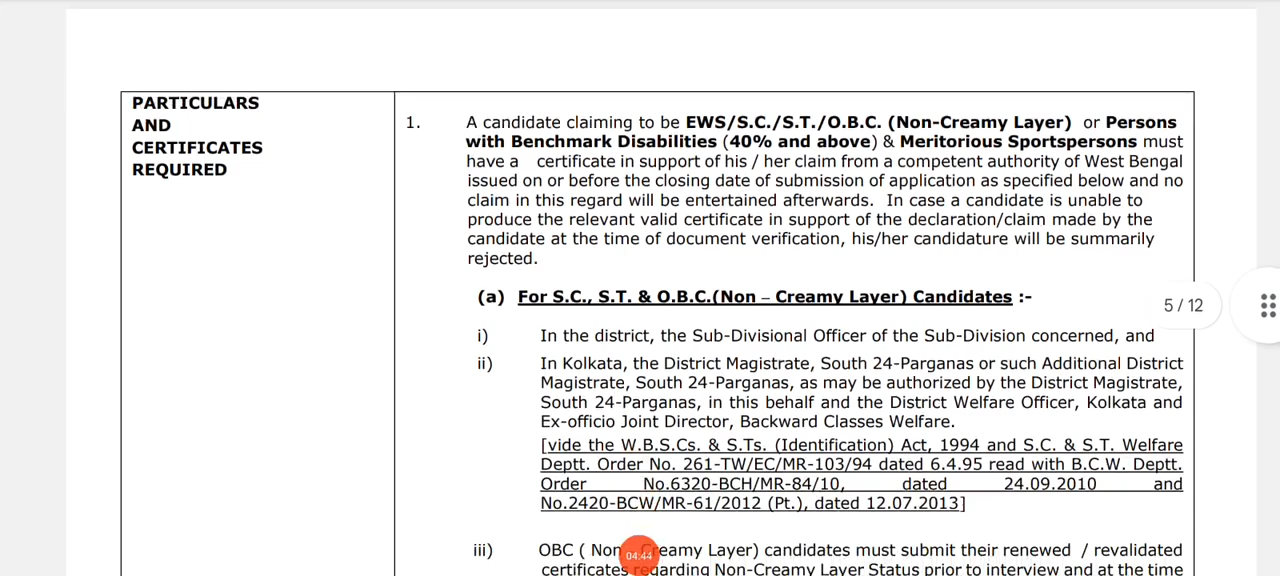 PARTICULARS
AND
CERTIFICATES
REQUIRED
1. A candidate claiming to be EWS/S.C./S.T./O.B.C. (Non-Creamy Layer) or Persons
with Benchmark Disabilities (40% and above) & Meritorious Sportspersons must
have a certificate in support of his / her claim from a competent authority of West Bengal
issued on or before the closing date of submission of application as specified below and no
claim in this regard will be entertained afterwards. In case a candidate is unable to
produce the relevant valid certificate in support of the declaration/claim made by the
candidate at the time of document verification, his/her candidature will be summarily
rejected.
(a) For S.C., S.T. & O.B.C.(Non – Creamy Layer) Candidates :-
5 / 12
i) In the district, the Sub-Divisional Officer of the Sub-Division concerned, and
ii) In Kolkata, the District Magistrate, South 24-Parganas or such Additional District
Magistrate, South 24-Parganas, as may be authorized by the District Magistrate,
South 24-Parganas, in this behalf and the District Welfare Officer, Kolkata and
Ex-officio Joint Director, Backward Classes Welfare.
[vide the W.B.S.Cs. & S.Ts. (Identification) Act, 1994 and S.C. & S.T. Welfare
Deptt. Order No. 261-TW/EC/MR-103/94 dated 6.4.95 read with B.C.W. Deptt.
Order No.6320-BCH/MR-84/10, dated 24.09.2010 and
No.2420-BCW/MR-61/2012 (Pt.), dated 12.07.2013]
iii) OBC ( Non Creamy Layer) candidates must submit their renewed / revalidated
04:44
certificates regarding Non-Creamy Layer Status prior to interview and at the time